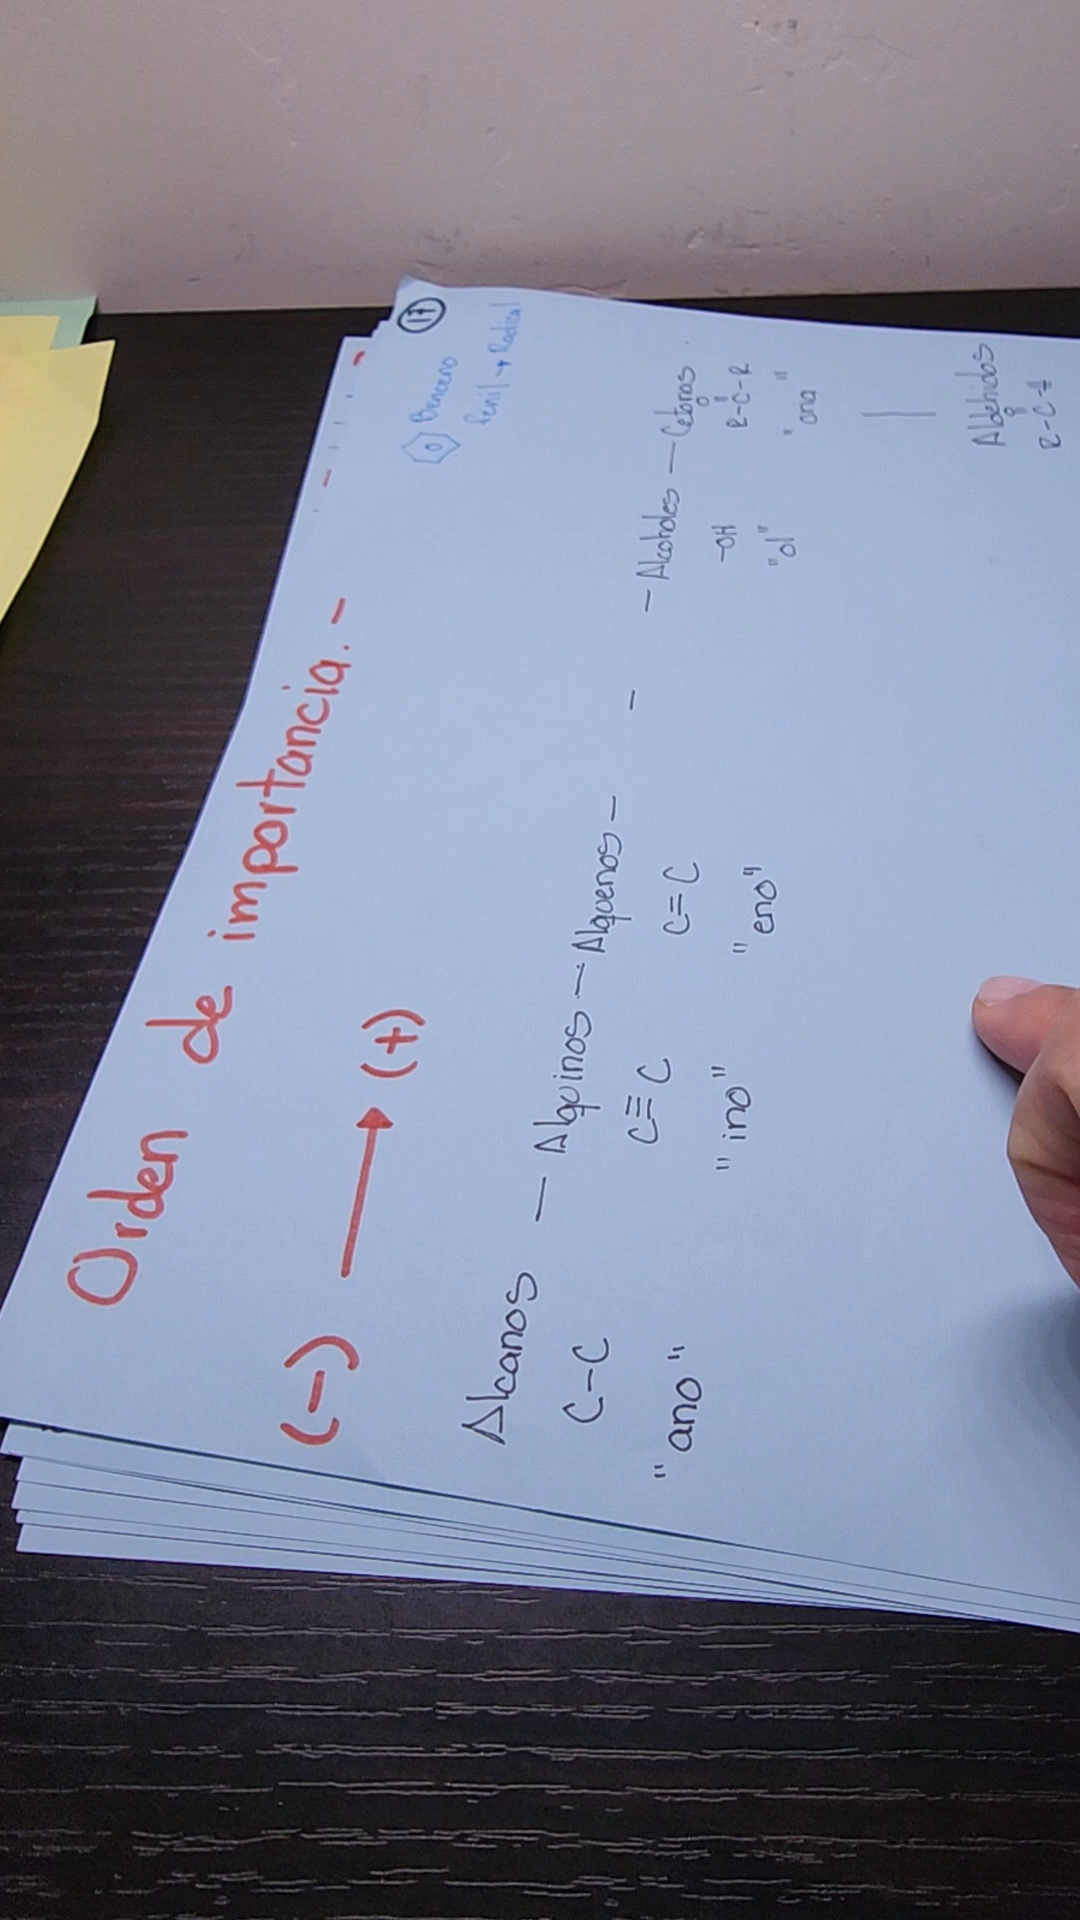 17
Orden de importancia. -
Benceno
fenil → Radical
(-) → (+)
Alcanos - Alquinos - Alquenos - - - Alcoholes - Cetonas
C-C C≡C C=C -OH O
R-C-R
"ano" "ino" "eno" "ol" "ona"
Aldehidos
O
R-C-H